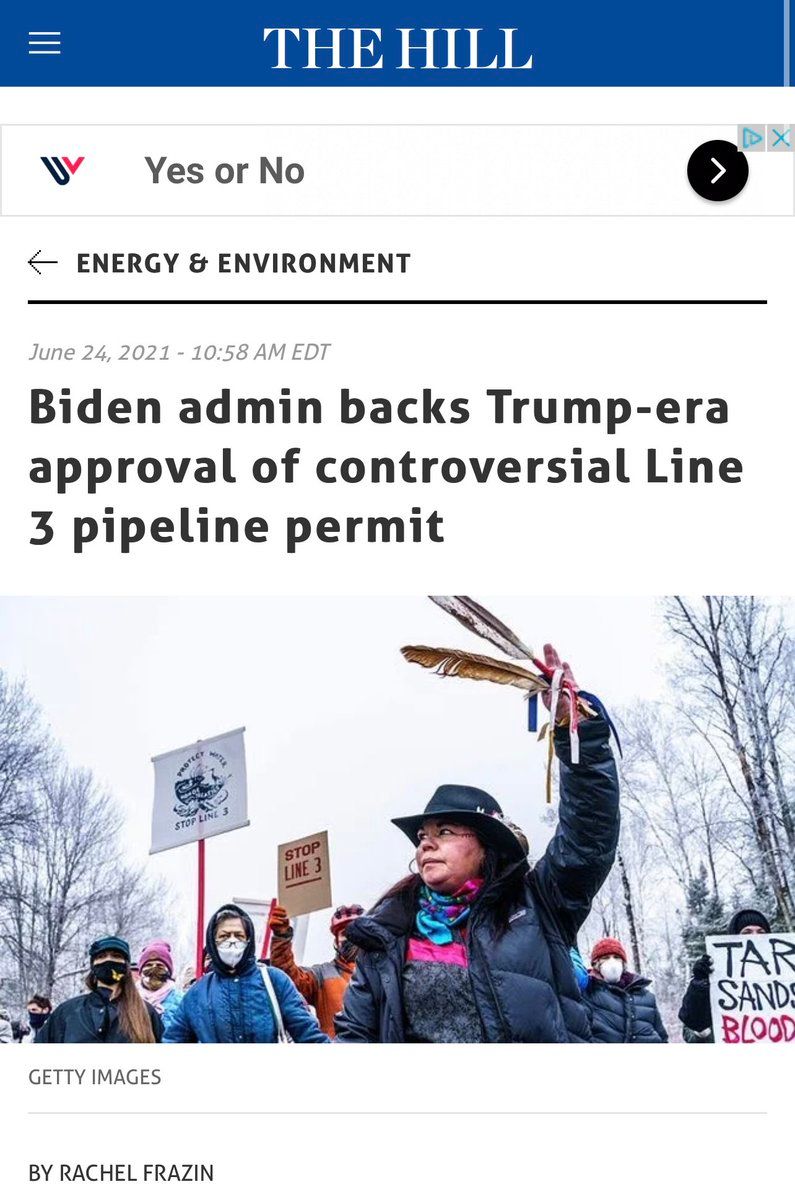 THE HILL
Yes or No
ENERGY & ENVIRONMENT
June 24, 2021 - 10:58 AM EDT
Biden admin backs Trump-era
approval of controversial Line
3 pipeline permit
PROTECT WATER
STOP LINE 3
STOP
LINE 3
TAR
SANDS
BLOOD
GETTY IMAGES
BY RACHEL FRAZIN